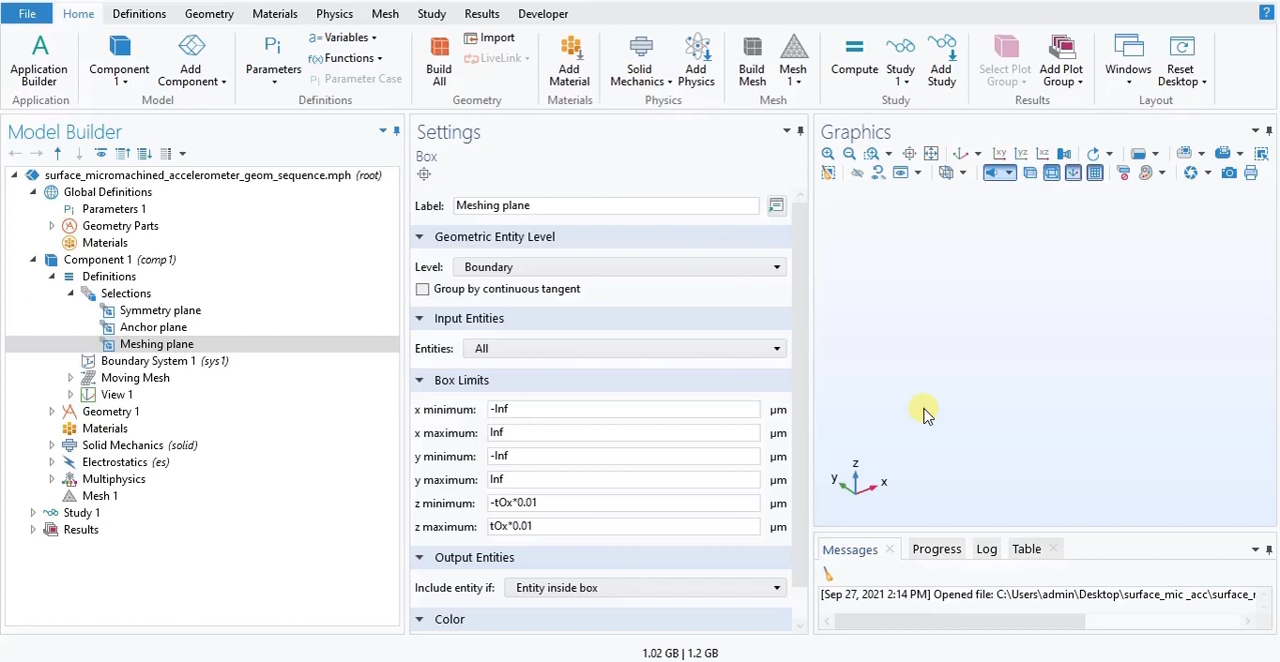 File Home Definitions Geometry Materials Physics Mesh Study Results Developer ?
A Application Builder
Component 1
Add Component
Pi Parameters
a= Variables
f(x) Functions
Pi Parameter Case
Build All
Import
LiveLink
Add Material
Solid Mechanics
Add Physics
Build Mesh
Mesh 1
Compute
Study 1
Add Study
Select Plot Group
Add Plot Group
Windows
Reset Desktop
Application Model Definitions Geometry Materials Physics Mesh Study Results Layout
Model Builder
surface_micromachined_accelerometer_geom_sequence.mph (root)
Global Definitions
Pi Parameters 1
Geometry Parts
Materials
Component 1 (comp1)
Definitions
Selections
Symmetry plane
Anchor plane
Meshing plane
Boundary System 1 (sys1)
Moving Mesh
View 1
Geometry 1
Materials
Solid Mechanics (solid)
Electrostatics (es)
Multiphysics
Mesh 1
Study 1
Results
Settings
Box
Label: Meshing plane
Geometric Entity Level
Level: Boundary
Group by continuous tangent
Input Entities
Entities: All
Box Limits
x minimum: -Inf µm
x maximum: Inf µm
y minimum: -Inf µm
y maximum: Inf µm
z minimum: -tOx*0.01 µm
z maximum: tOx*0.01 µm
Output Entities
Include entity if: Entity inside box
Color
Graphics
xy yz xz
z
y x
Messages Progress Log Table
[Sep 27, 2021 2:14 PM] Opened file: C:\Users\admin\Desktop\surface_mic _acc\surface_r
1.02 GB | 1.2 GB